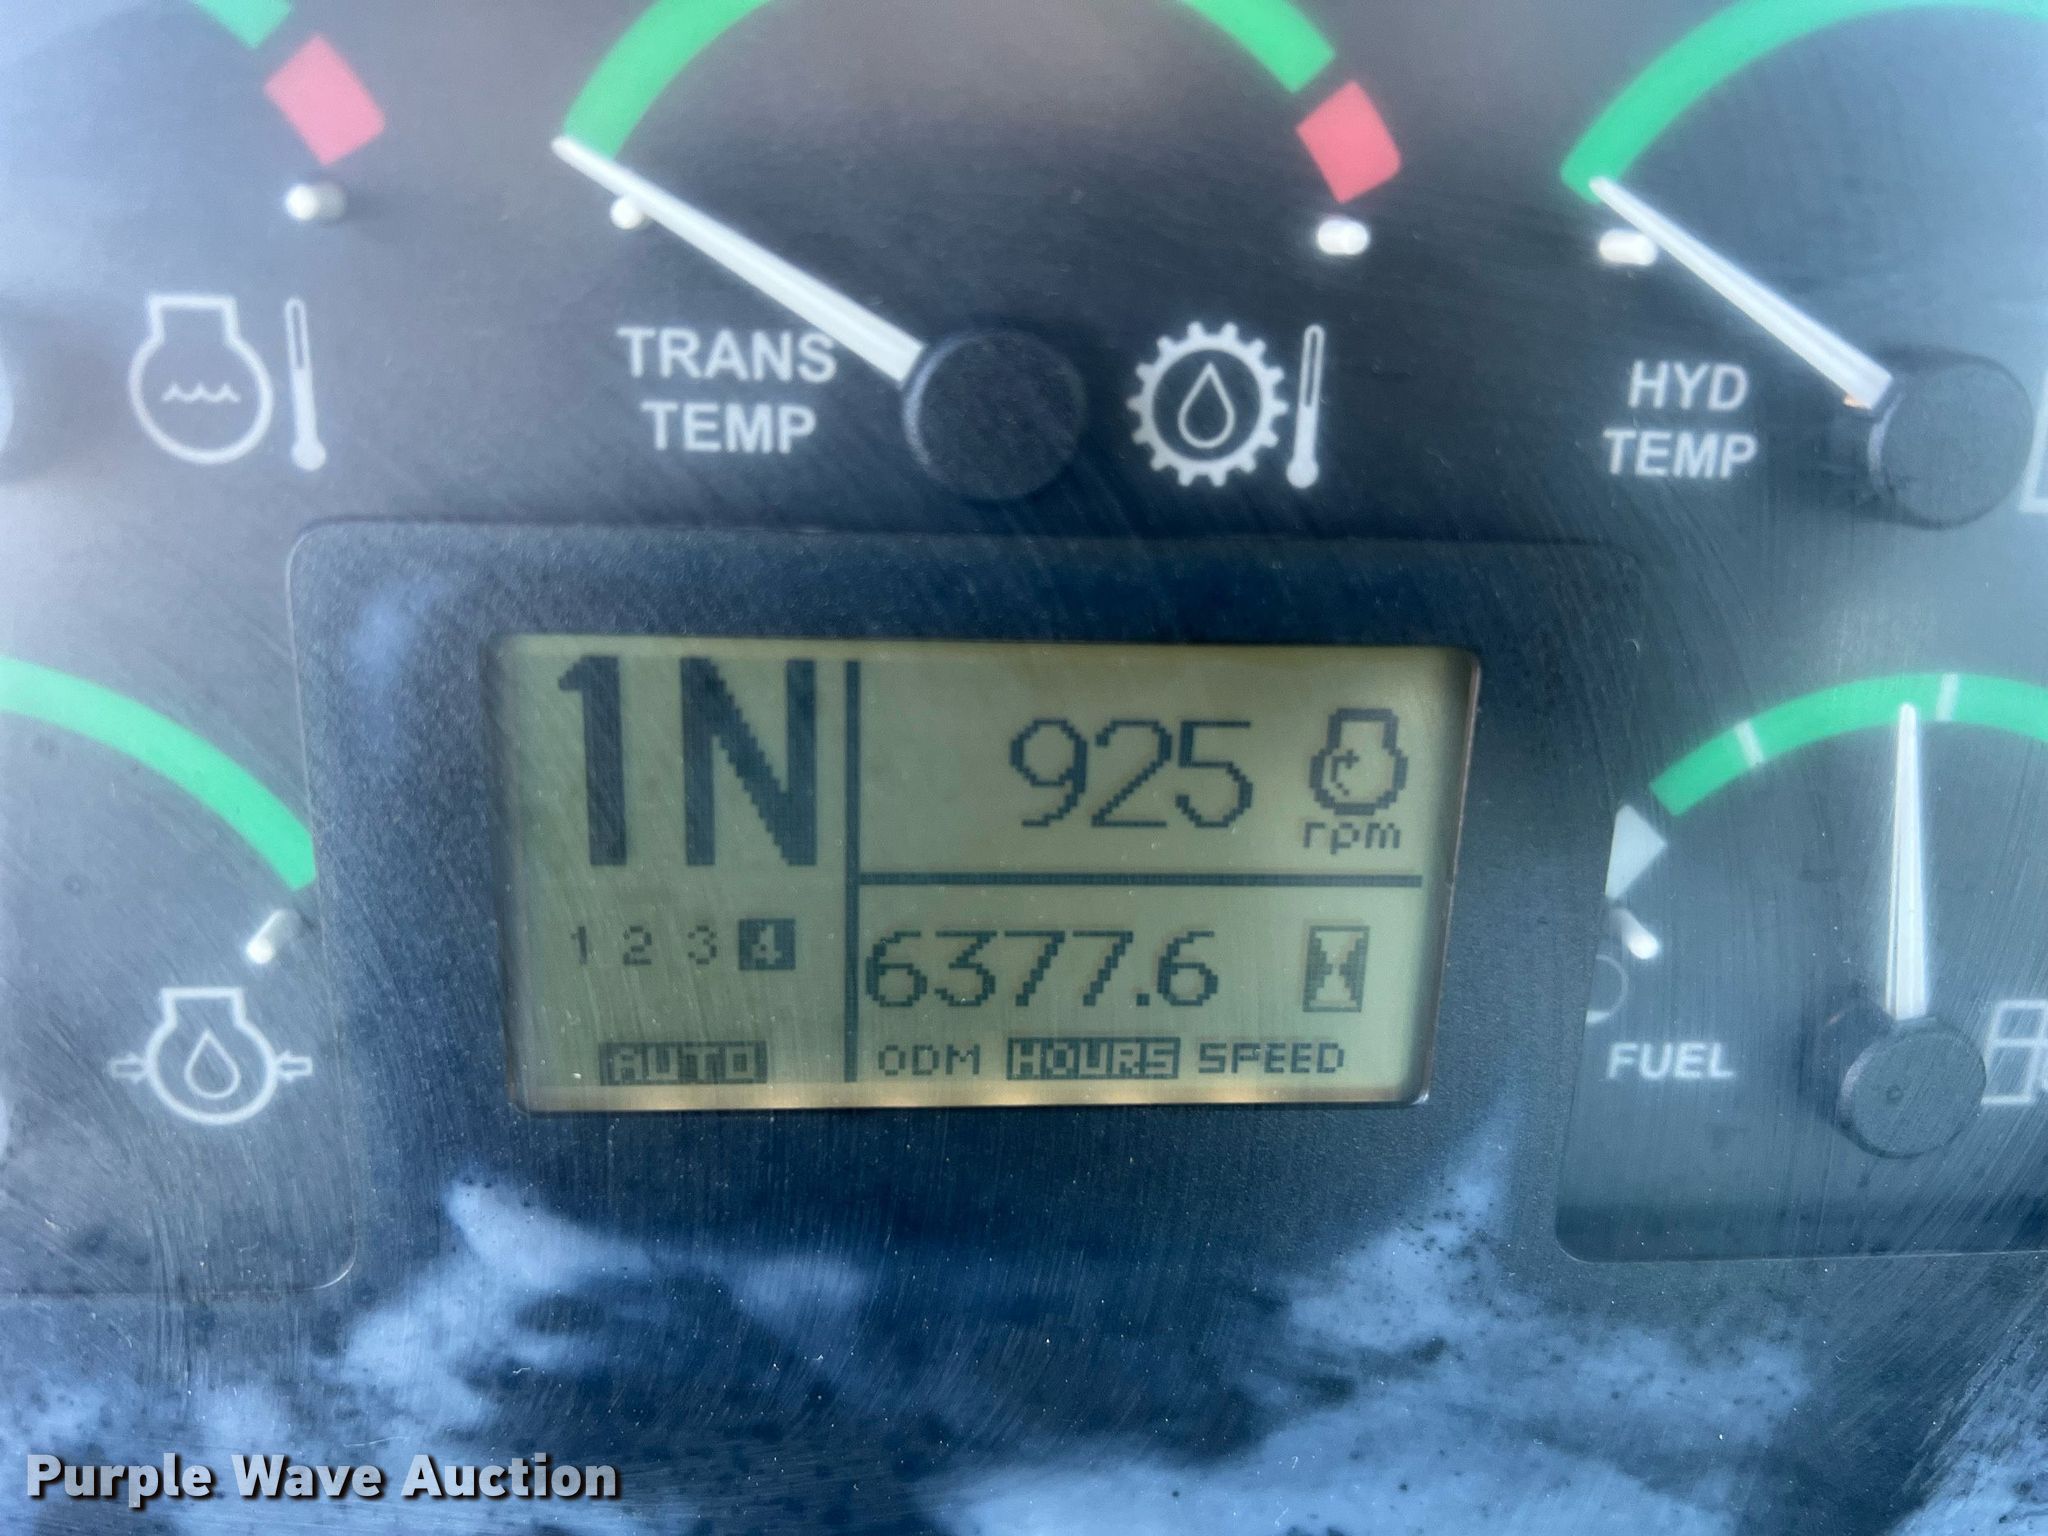 TRANS
TEMP
HYD
TEMP
1N
925
rpm
1 2 3 4
6377.6
AUTO
ODM HOURS SPEED
FUEL
Purple Wave Auction